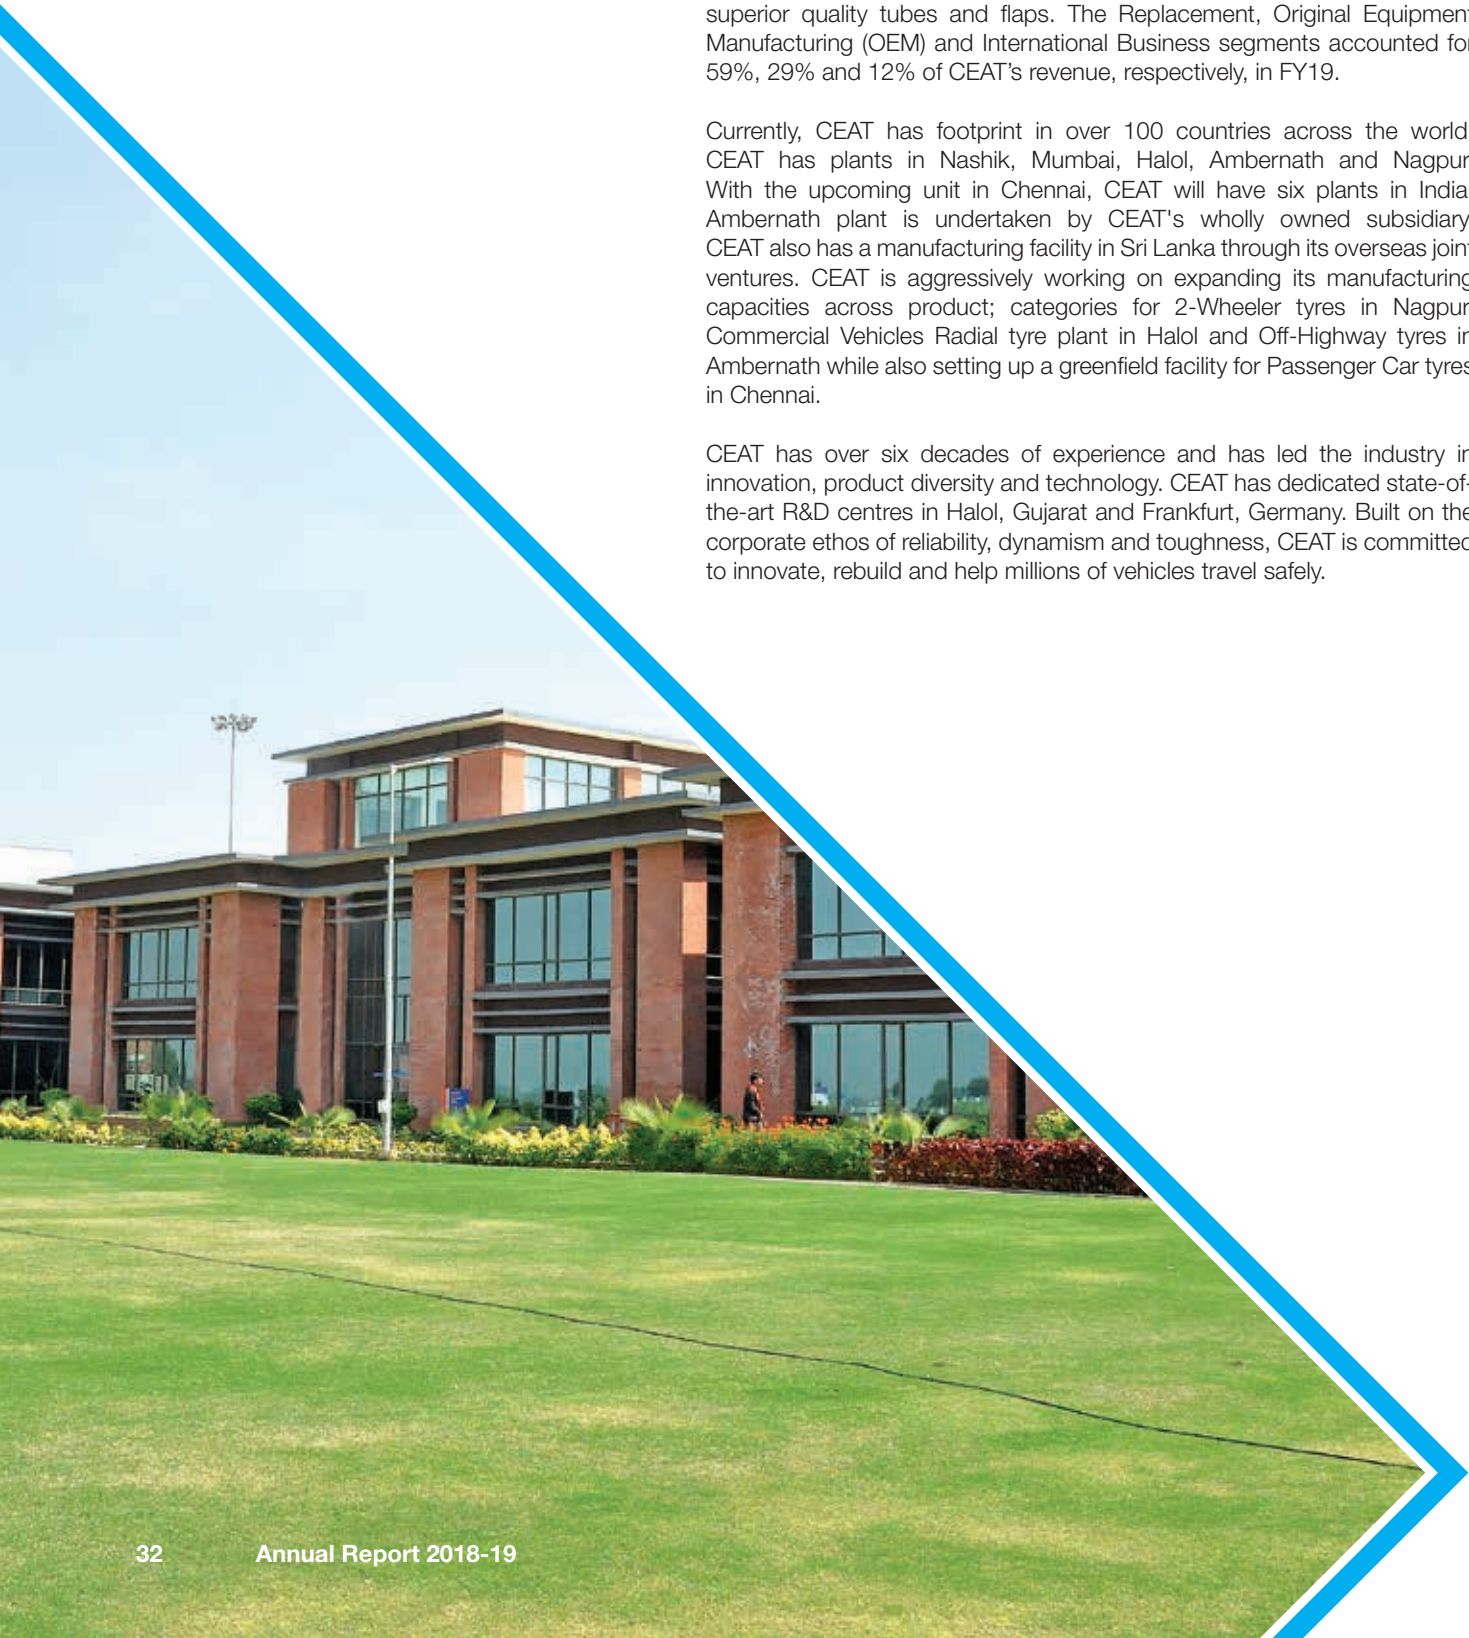 superior quality tubes and flaps. The Replacement, Original Equipment
Manufacturing (OEM) and International Business segments accounted for
59%, 29% and 12% of CEAT’s revenue, respectively, in FY19.
Currently, CEAT has footprint in over 100 countries across the world
CEAT has plants in Nashik, Mumbai, Halol, Ambernath and Nagpur
With the upcoming unit in Chennai, CEAT will have six plants in India
Ambernath plant is undertaken by CEAT's wholly owned subsidiary
CEAT also has a manufacturing facility in Sri Lanka through its overseas joint
ventures. CEAT is aggressively working on expanding its manufacturing
capacities across product; categories for 2-Wheeler tyres in Nagpur
Commercial Vehicles Radial tyre plant in Halol and Off-Highway tyres in
Ambernath while also setting up a greenfield facility for Passenger Car tyres
in Chennai.
CEAT has over six decades of experience and has led the industry in
innovation, product diversity and technology. CEAT has dedicated state-of-
the-art R&D centres in Halol, Gujarat and Frankfurt, Germany. Built on the
corporate ethos of reliability, dynamism and toughness, CEAT is committed
to innovate, rebuild and help millions of vehicles travel safely.
32 Annual Report 2018-19